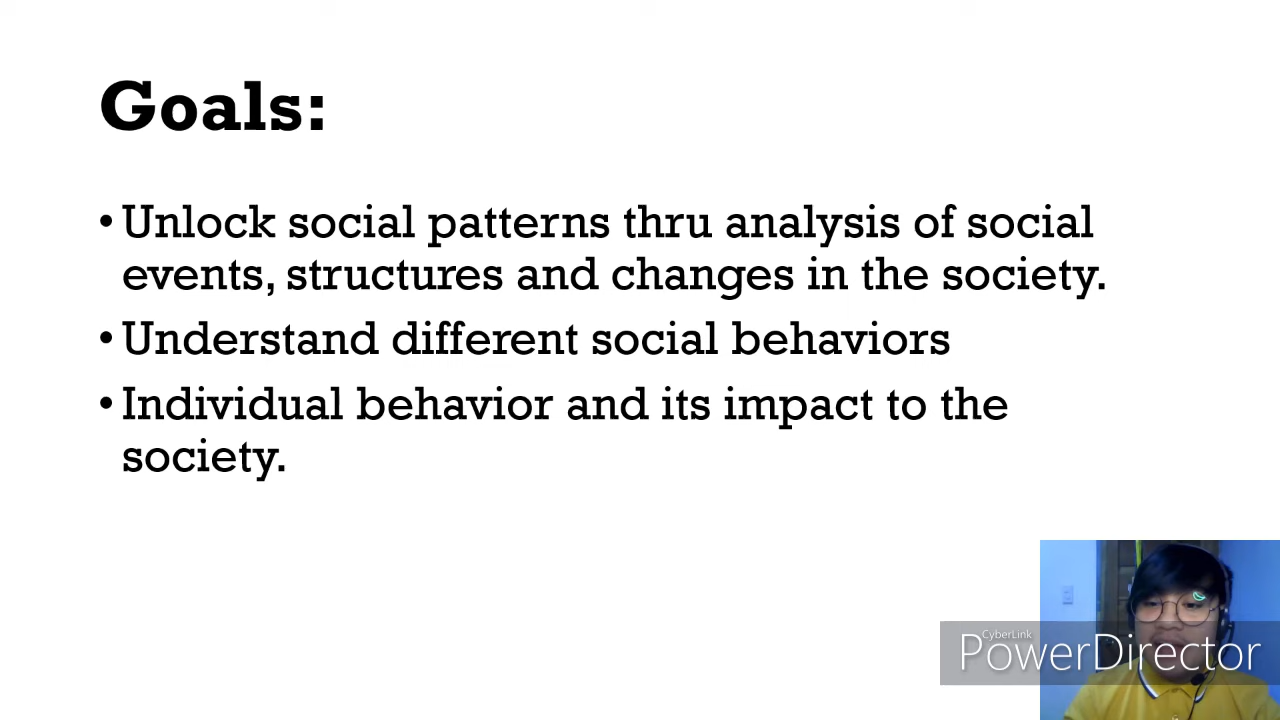 Goals:
• Unlock social patterns thru analysis of social
events, structures and changes in the society.
• Understand different social behaviors
• Individual behavior and its impact to the
society.
CyberLink
PowerDirector